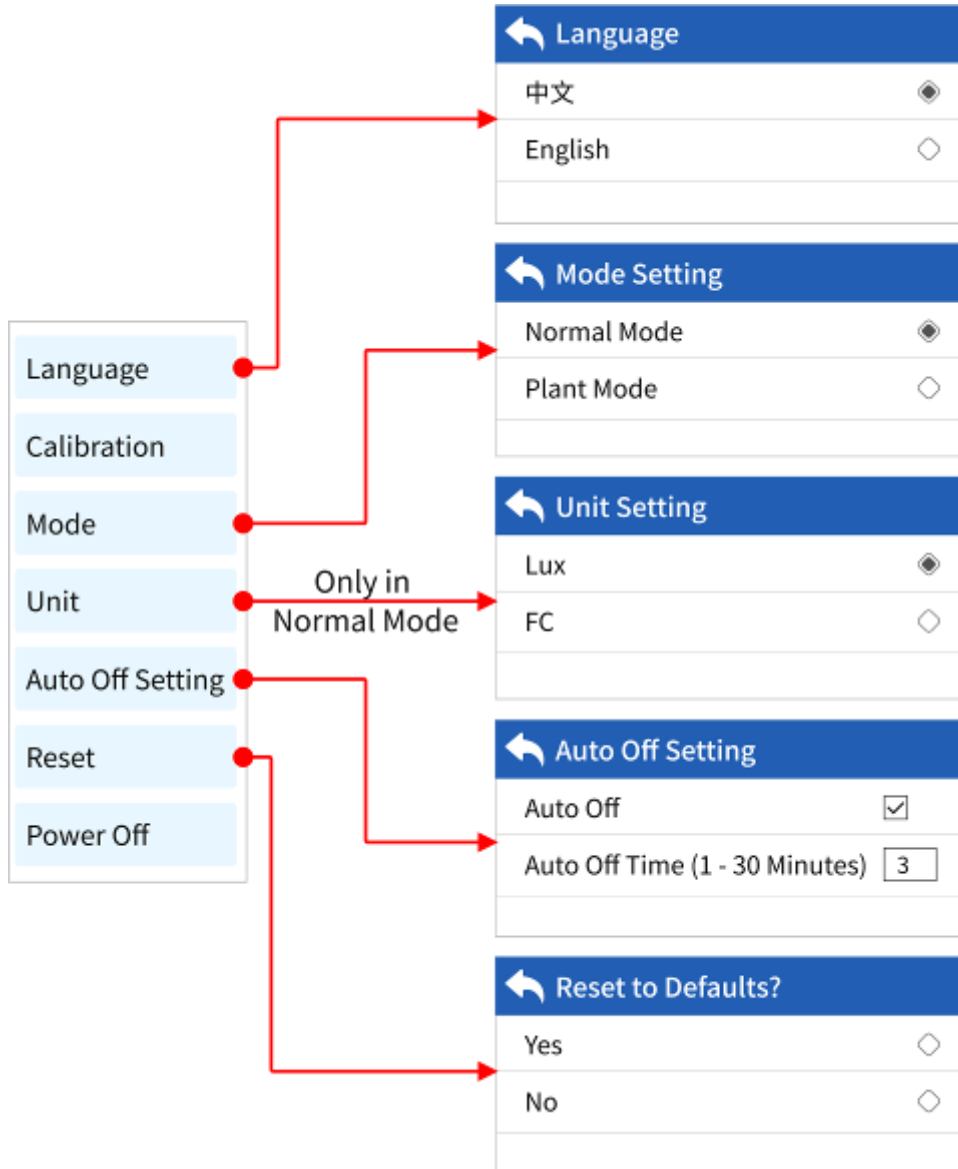 Language
Calibration
Mode
Unit
Auto Off Setting
Reset
Power Off
Only in
Normal Mode
Language
中文
English
Mode Setting
Normal Mode
Plant Mode
Unit Setting
Lux
FC
Auto Off Setting
Auto Off
Auto Off Time (1 - 30 Minutes) 3
Reset to Defaults?
Yes
No